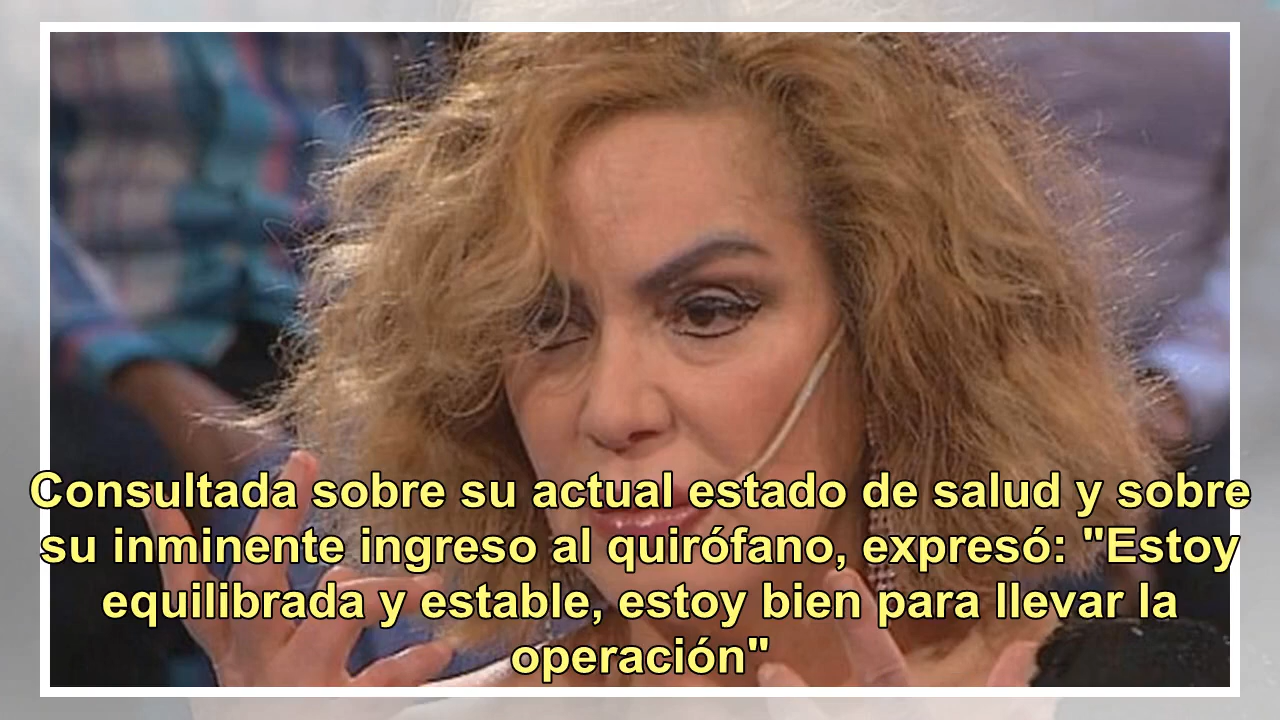 Consultada sobre su actual estado de salud y sobre
su inminente ingreso al quirófano, expresó: "Estoy
equilibrada y estable, estoy bien para llevar la
operación"